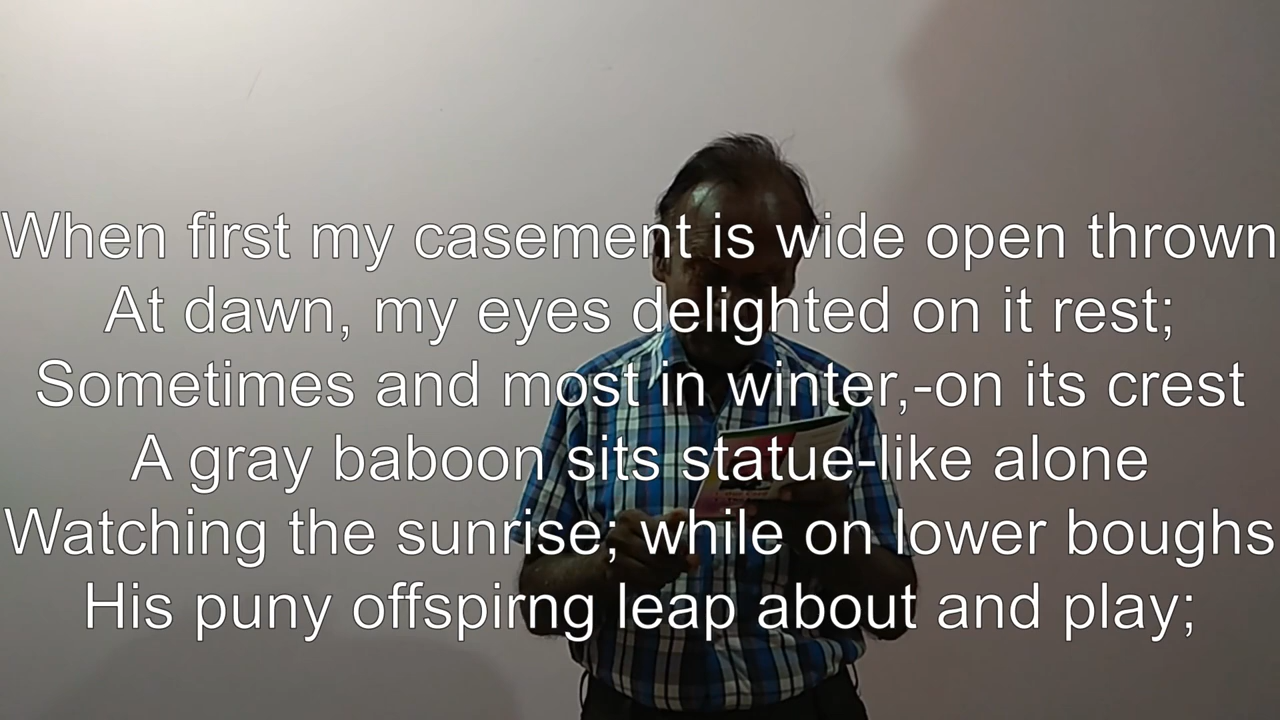 When first my casement is wide open thrown
At dawn, my eyes delighted on it rest;
Sometimes and most in winter,-on its crest
A gray baboon sits statue-like alone
Watching the sunrise; while on lower boughs
His puny offspirng leap about and play;